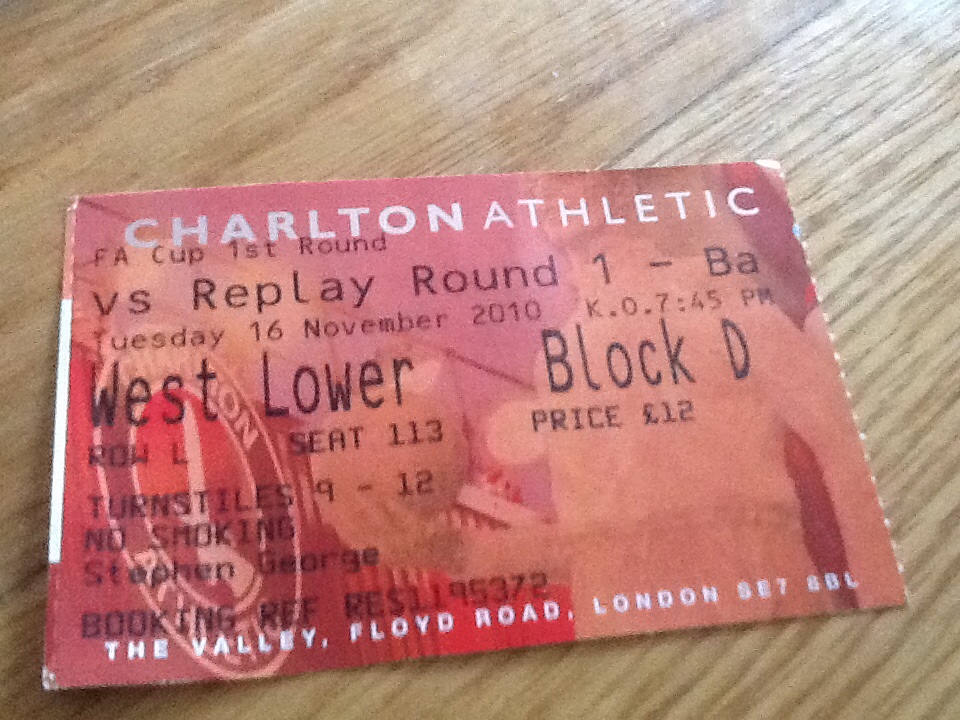 CHARLTON ATHLETIC
FA Cup 1st Round
vs Replay Round 1 - Ba
Tuesday 16 November 2010 K.O.7:45 PM
West Lower Block D
ROW L SEAT 113 PRICE £12
TURNSTILES 9 - 12
NO SMOKING
Stephen George
BOOKING REF RES1195372
THE VALLEY, FLOYD ROAD, LONDON SE7 8BL